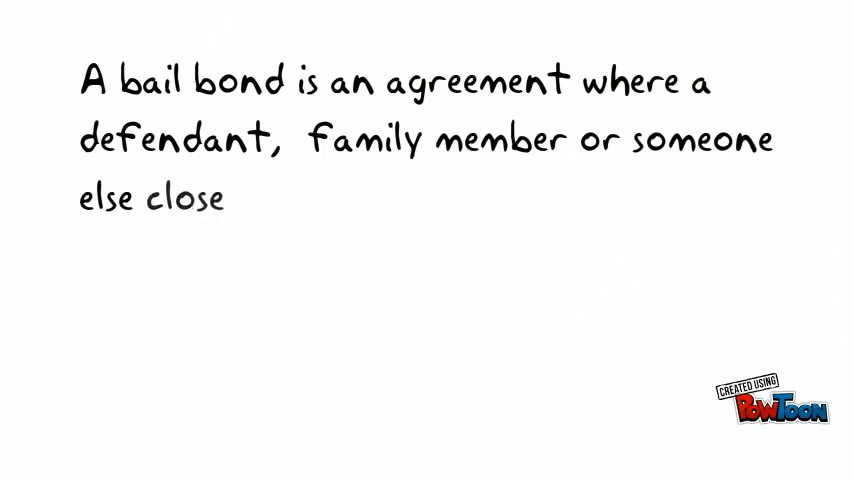 A bail bond is an agreement where a
defendant, family member or someone
else close
CREATED USING
POWTOON